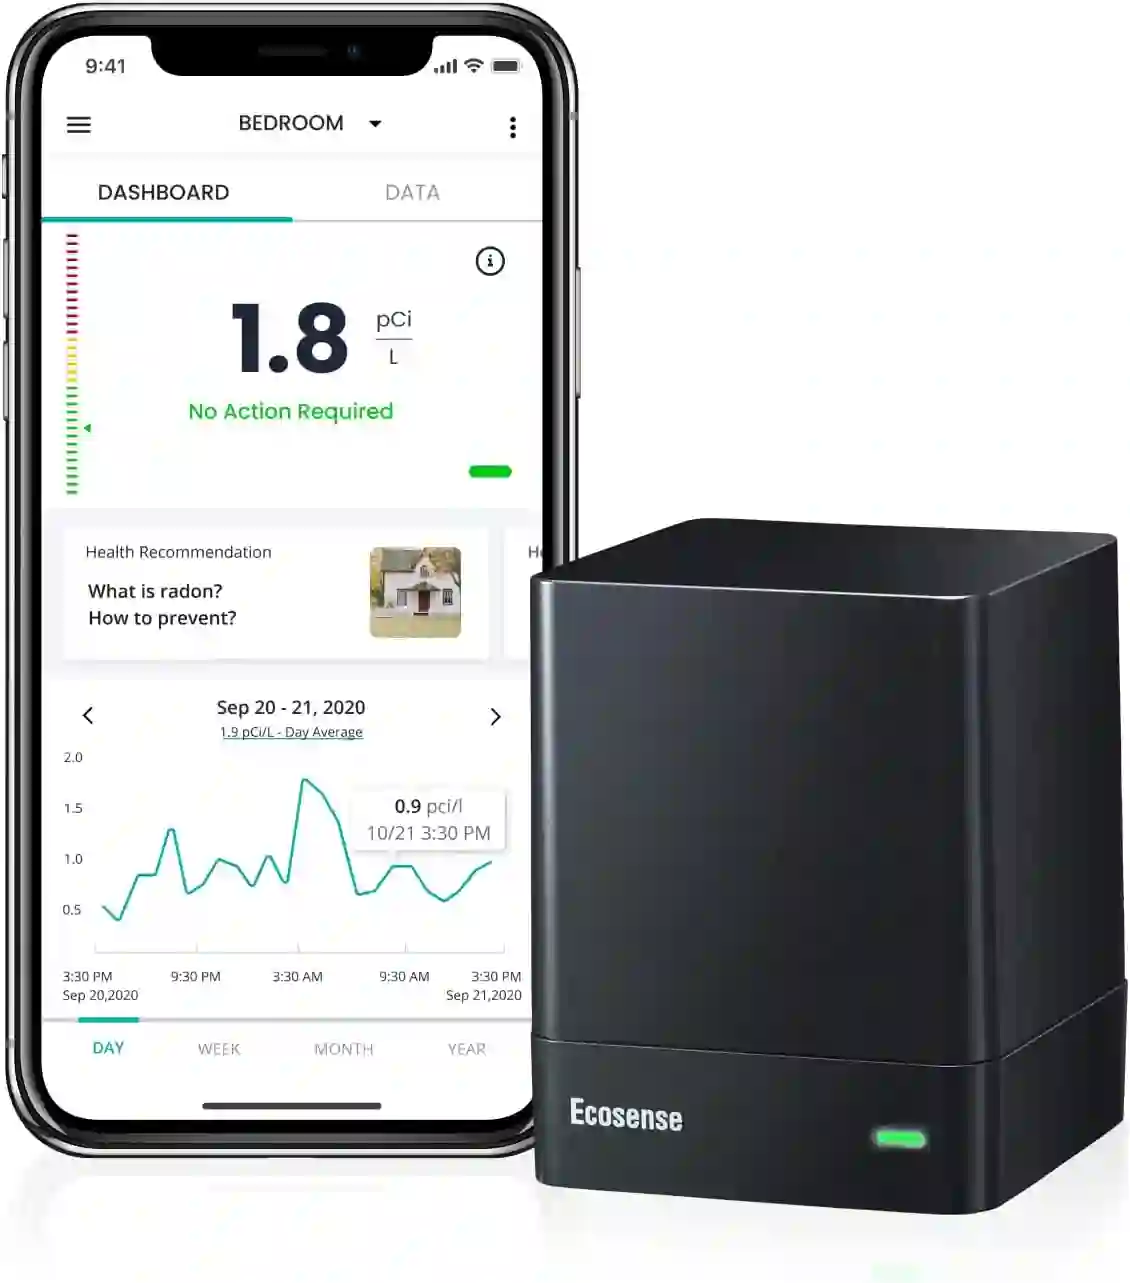 9:41
BEDROOM
DASHBOARD DATA
1.8 pCi
L
No Action Required
Health Recommendation
What is radon?
How to prevent?
Sep 20 - 21, 2020
1.9 pCi/L - Day Average
2.0
0.9 pci/l
1.5
10/21 3:30 PM
1.0
0.5
3:30 PM 9:30 PM 3:30 AM 9:30 AM 3:30 PM
Sep 20,2020 Sep 21,2020
DAY WEEK MONTH YEAR
Ecosense